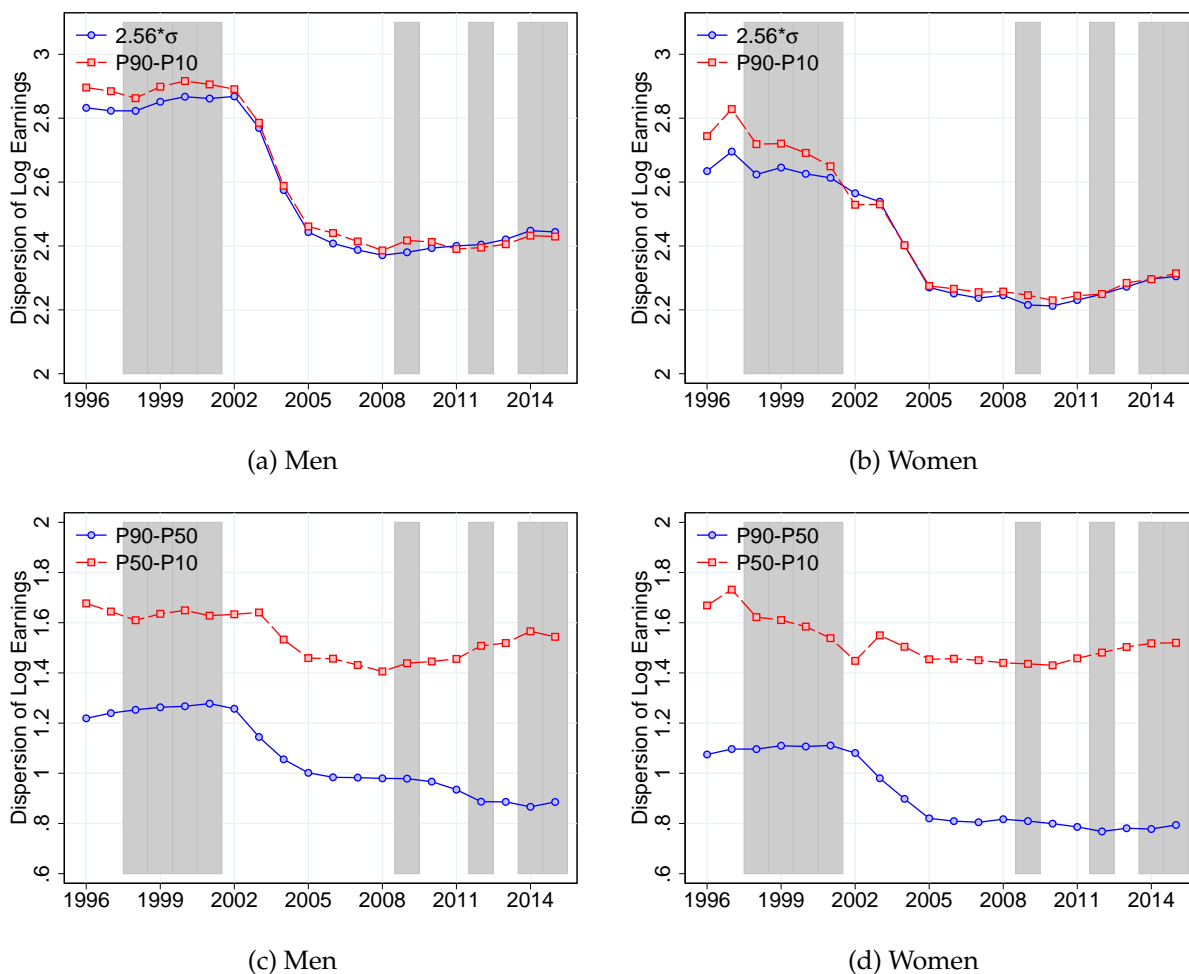 2.56*σ
P90-P10
Dispersion of Log Earnings
3
2.8
2.6
2.4
2.2
2
1996 1999 2002 2005 2008 2011 2014
(a) Men
2.56*σ
P90-P10
Dispersion of Log Earnings
3
2.8
2.6
2.4
2.2
2
1996 1999 2002 2005 2008 2011 2014
(b) Women
P90-P50
P50-P10
Dispersion of Log Earnings
2
1.8
1.6
1.4
1.2
1
.8
.6
1996 1999 2002 2005 2008 2011 2014
(c) Men
P90-P50
P50-P10
Dispersion of Log Earnings
2
1.8
1.6
1.4
1.2
1
.8
.6
1996 1999 2002 2005 2008 2011 2014
(d) Women